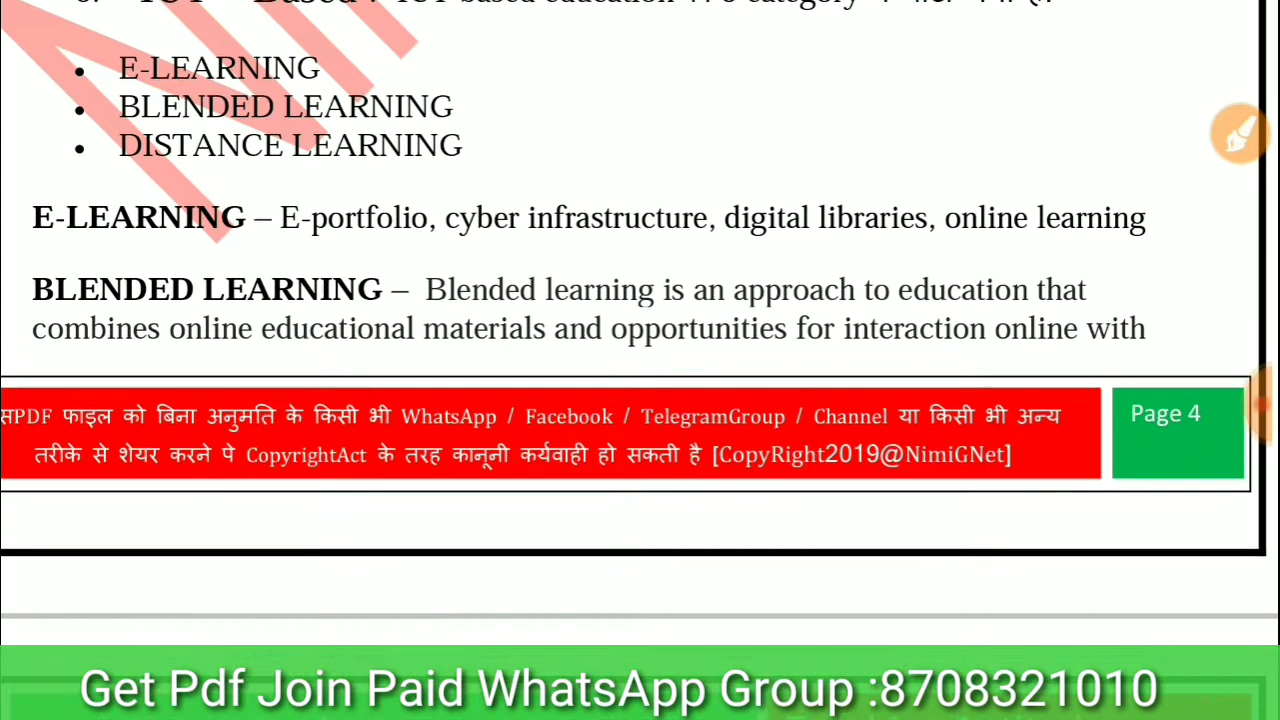 based education
category
• E-LEARNING
• BLENDED LEARNING
• DISTANCE LEARNING
E-LEARNING – E-portfolio, cyber infrastructure, digital libraries, online learning
BLENDED LEARNING – Blended learning is an approach to education that
combines online educational materials and opportunities for interaction online with
PDF फाइल को बिना अनुमति के किसी भी WhatsApp / Facebook / TelegramGroup / Channel या किसी भी अन्य
तरीके से शेयर करने पे CopyrightAct के तरह कानूनी कर्यवाही हो सकती है [CopyRight2019@NimiGNet]
Page 4
Get Pdf Join Paid WhatsApp Group :8708321010